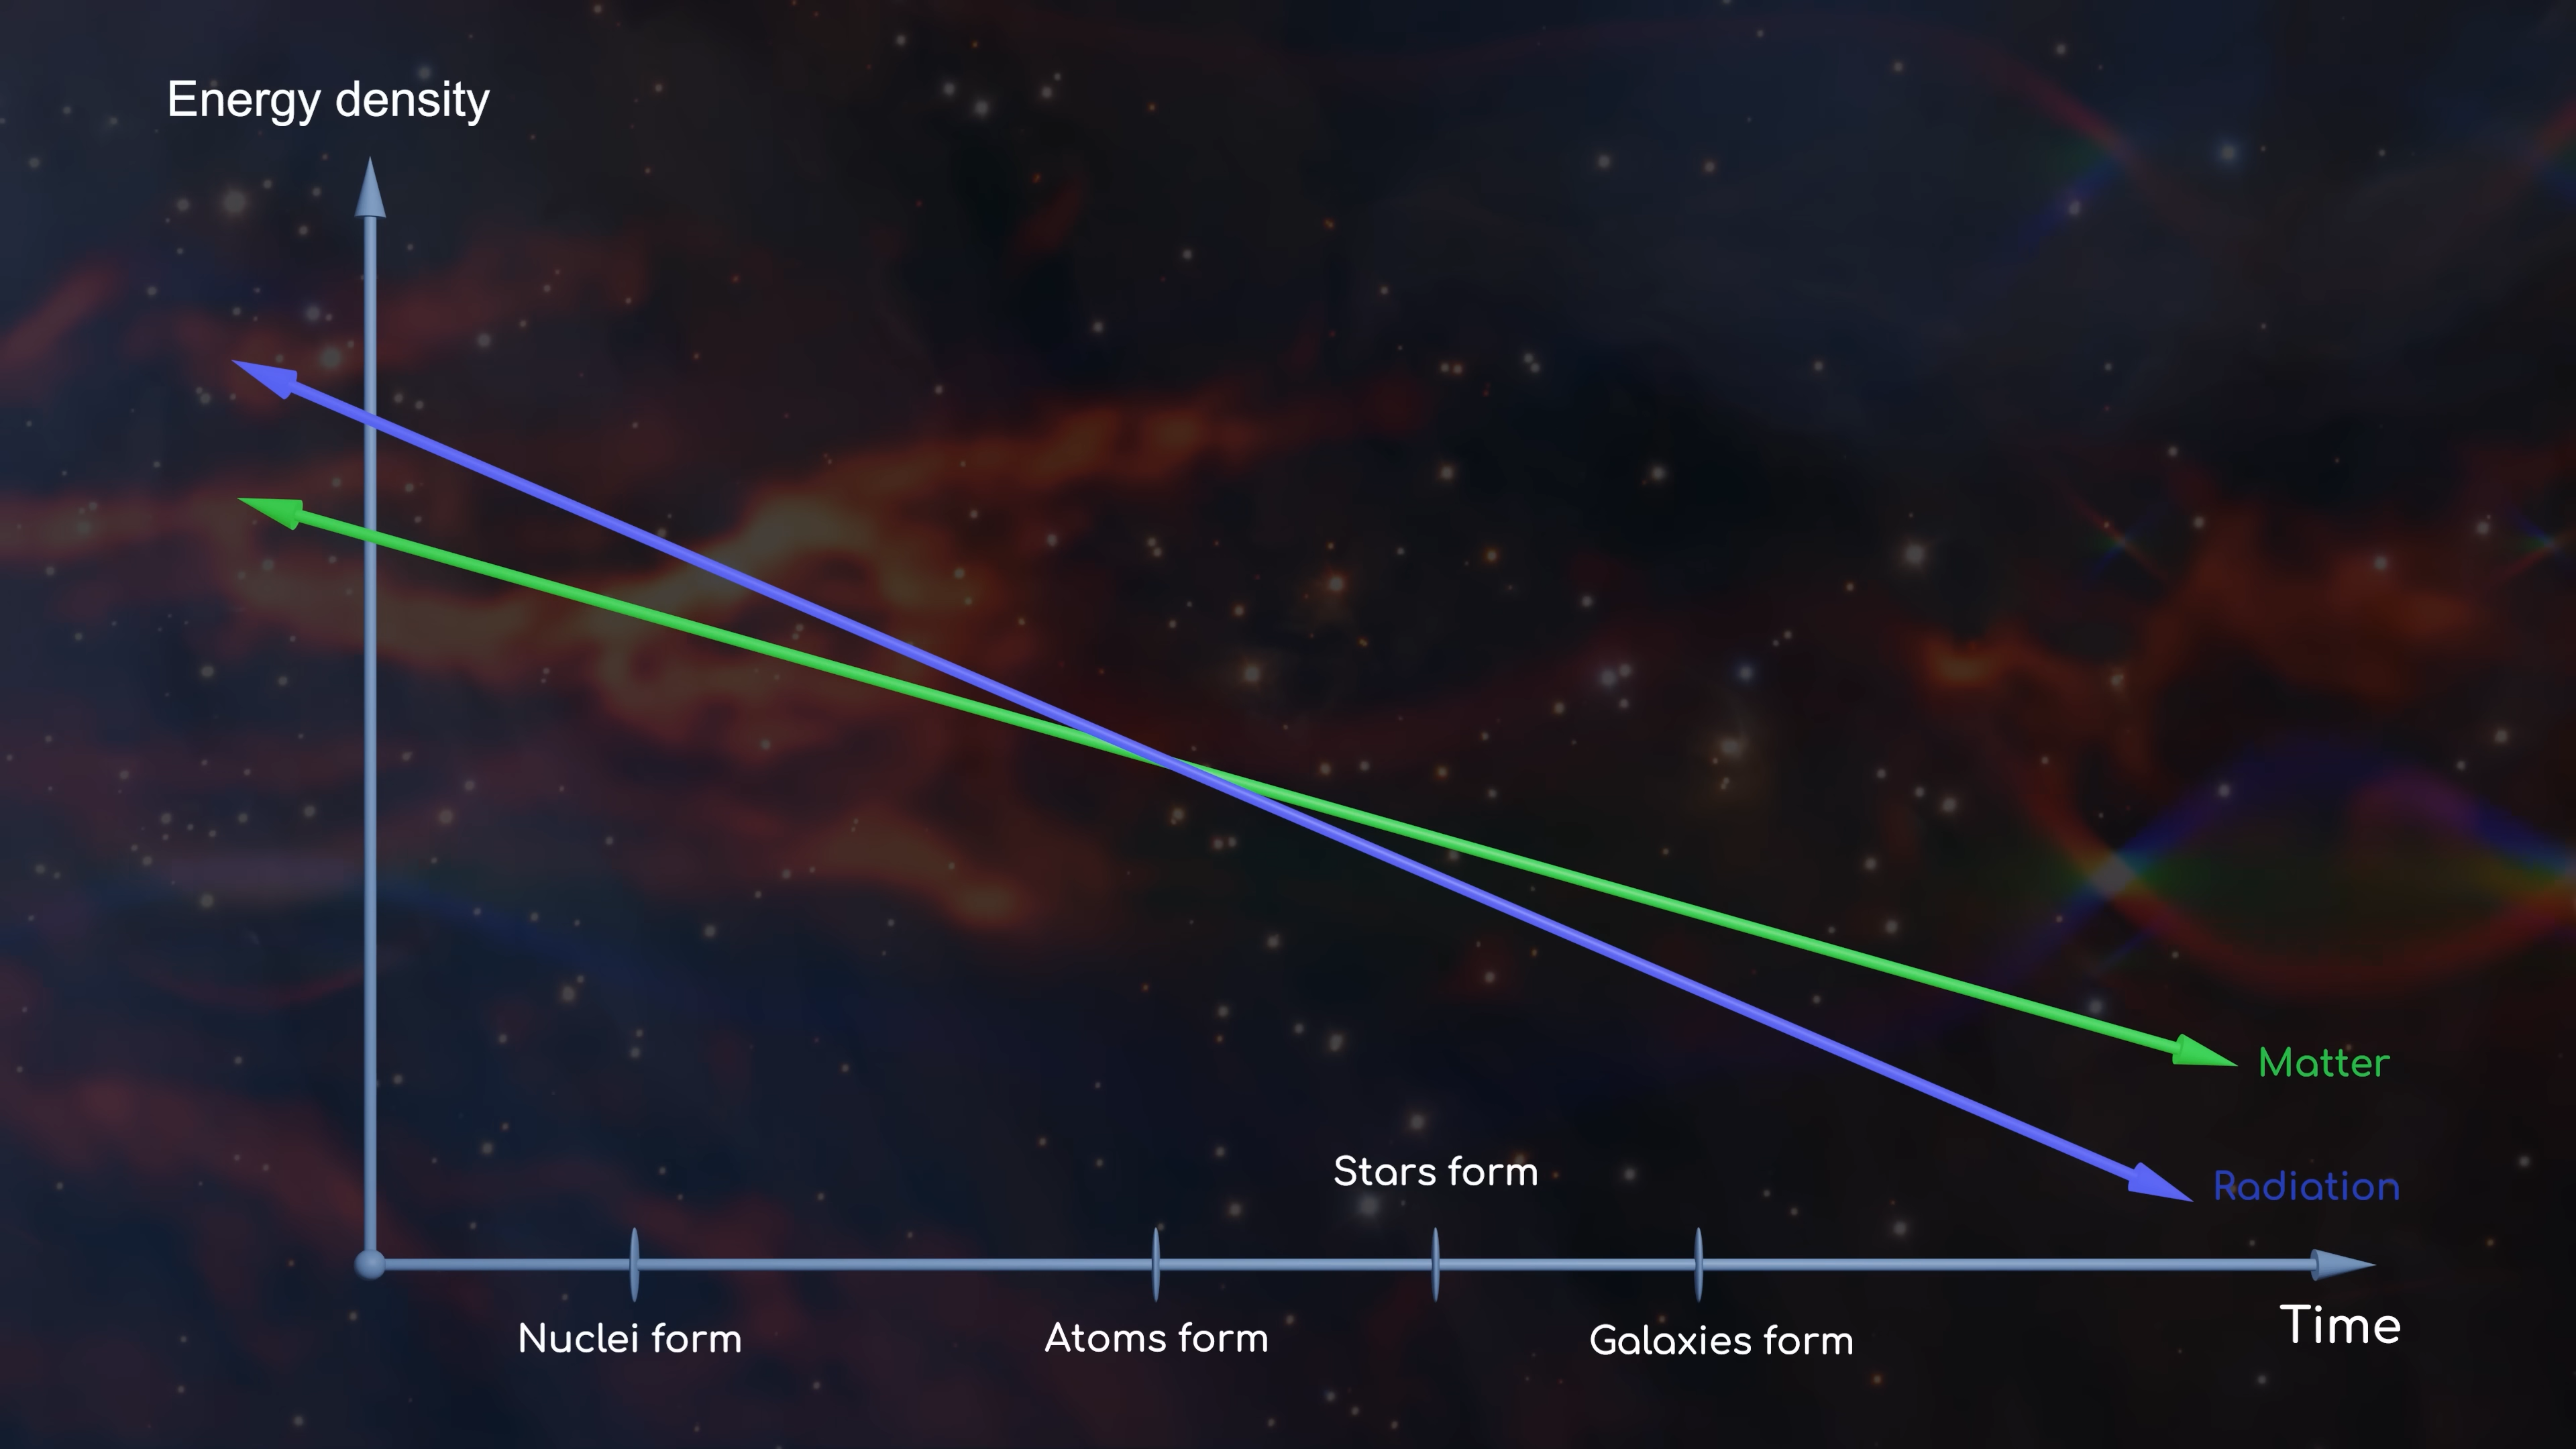 Energy density
Matter
Stars form
Radiation
Nuclei form
Atoms form
Galaxies form
Time